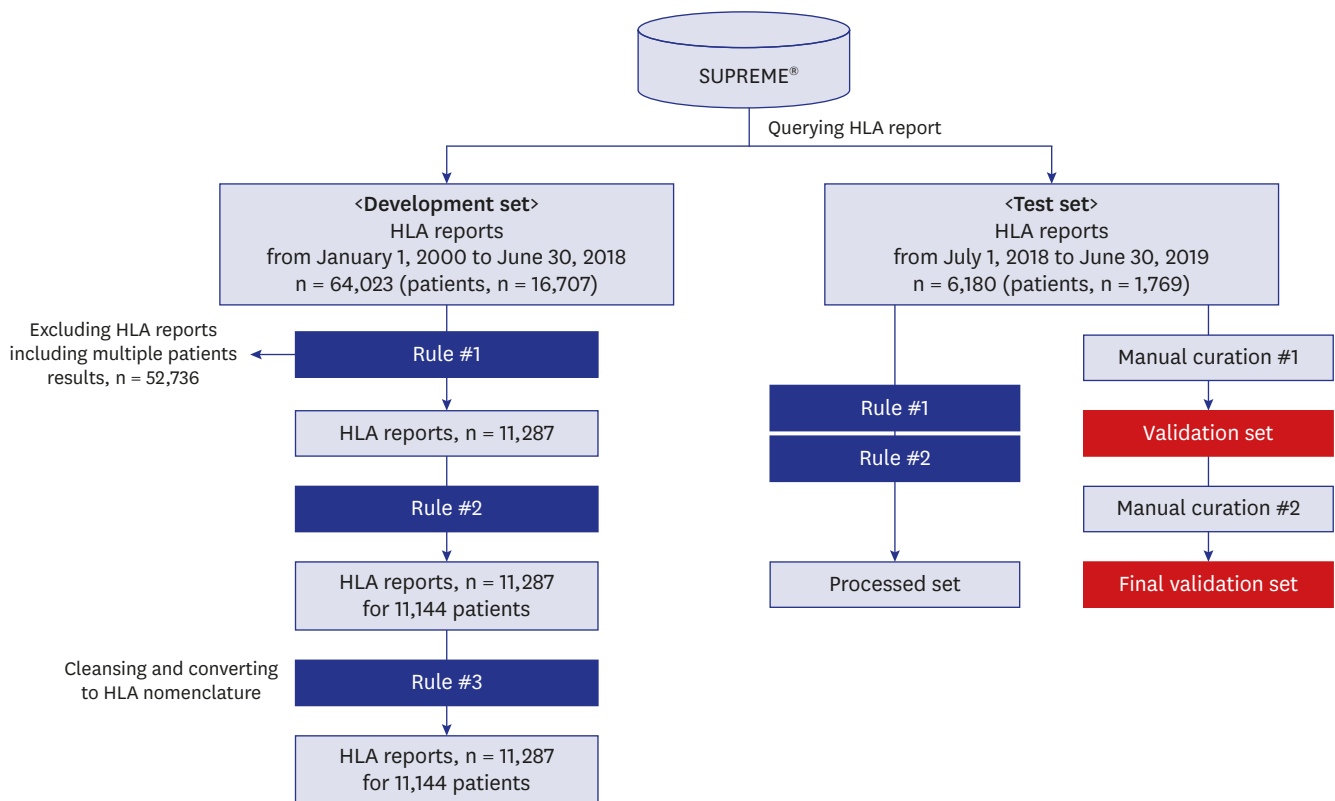 SUPREME®
Querying HLA report
<Development set>
HLA reports
from January 1, 2000 to June 30, 2018
n = 64,023 (patients, n = 16,707)
Excluding HLA reports
including multiple patients
results, n = 52,736
Rule #1
HLA reports, n = 11,287
Rule #2
HLA reports, n = 11,287
for 11,144 patients
Cleansing and converting
to HLA nomenclature
Rule #3
HLA reports, n = 11,287
for 11,144 patients
<Test set>
HLA reports
from July 1, 2018 to June 30, 2019
n = 6,180 (patients, n = 1,769)
Rule #1
Rule #2
Processed set
Manual curation #1
Validation set
Manual curation #2
Final validation set